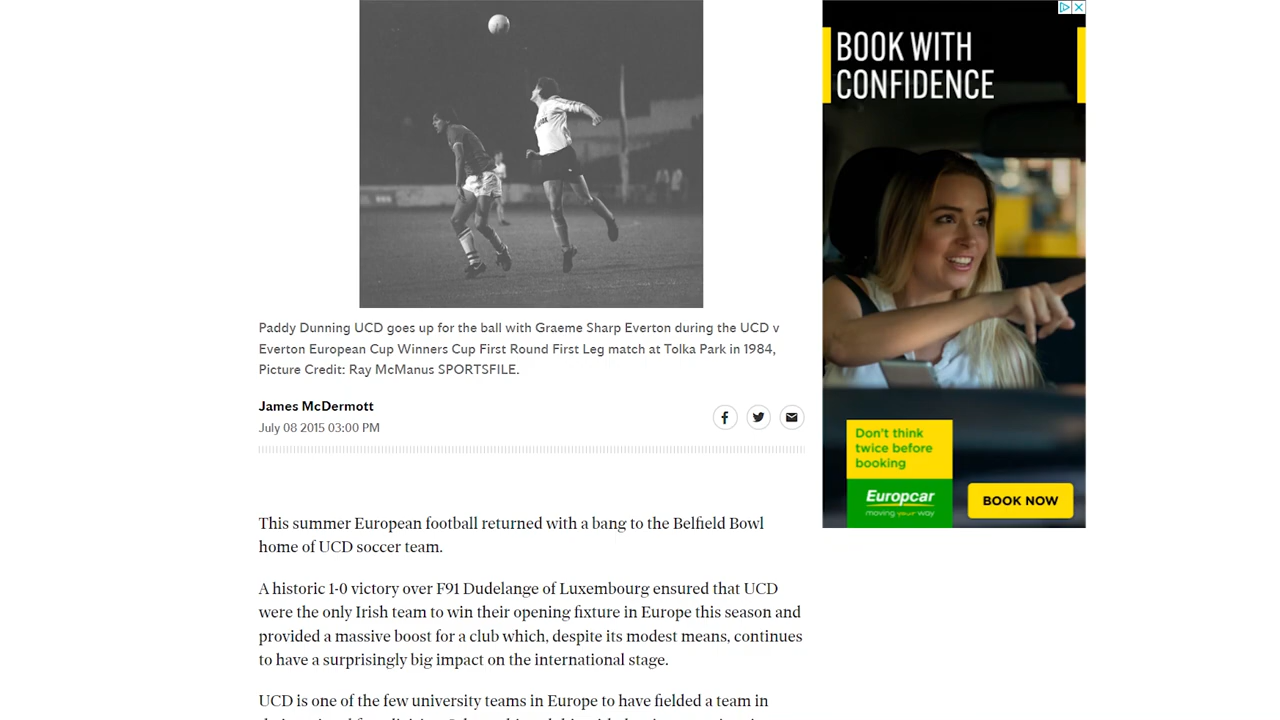 BOOK WITH
CONFIDENCE
Paddy Dunning UCD goes up for the ball with Graeme Sharp Everton during the UCD v
Everton European Cup Winners Cup First Round First Leg match at Tolka Park in 1984,
Picture Credit: Ray McManus SPORTSFILE.
James McDermott
July 08 2015 03:00 PM
Don't think
twice before
booking
Europcar
moving your way
BOOK NOW
This summer European football returned with a bang to the Belfield Bowl
home of UCD soccer team.
A historic 1-0 victory over F91 Dudelange of Luxembourg ensured that UCD
were the only Irish team to win their opening fixture in Europe this season and
provided a massive boost for a club which, despite its modest means, continues
to have a surprisingly big impact on the international stage.
UCD is one of the few university teams in Europe to have fielded a team in